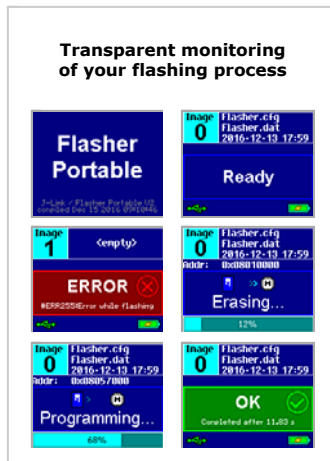 Transparent monitoring
of your flashing process
Flasher
Portable
J-Link / Flasher Portable V2
compiled Dec 15 2016 09:10:46
Image
0
Flasher.cfg
Flasher.dat
2016-12-13 17:59
Ready
Image
1
<empty>
ERROR
#ERR255:Error while flashing
Image
0
Flasher.cfg
Flasher.dat
2016-12-13 17:59
Addr: 0x08010000
>> M
Erasing...
12%
Image
0
Flasher.cfg
Flasher.dat
2016-12-13 17:59
Addr: 0x08057000
> M
Programming...
68%
Image
0
Flasher.cfg
Flasher.dat
2016-12-13 17:59
OK
Completed after 11.83 s